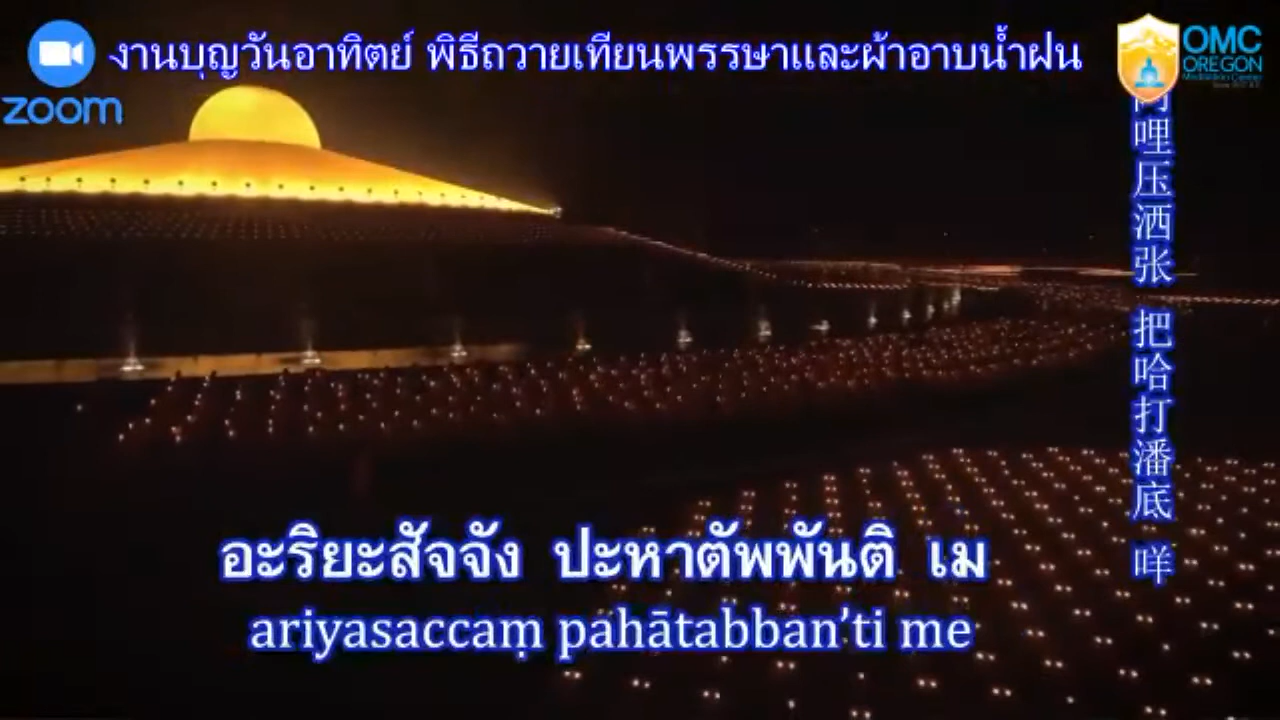 งานบุญวันอาทิตย์ พิธีถวายเทียนพรรษาและผ้าอาบน้ำฝน
zoom
OMC
OREGON
Meditation Center
哩压洒张 把哈打潘底 咩
อะริยะสัจจัง ปะหาตัพพันติ เม
ariyasaccaṃ pahātabban’ti me